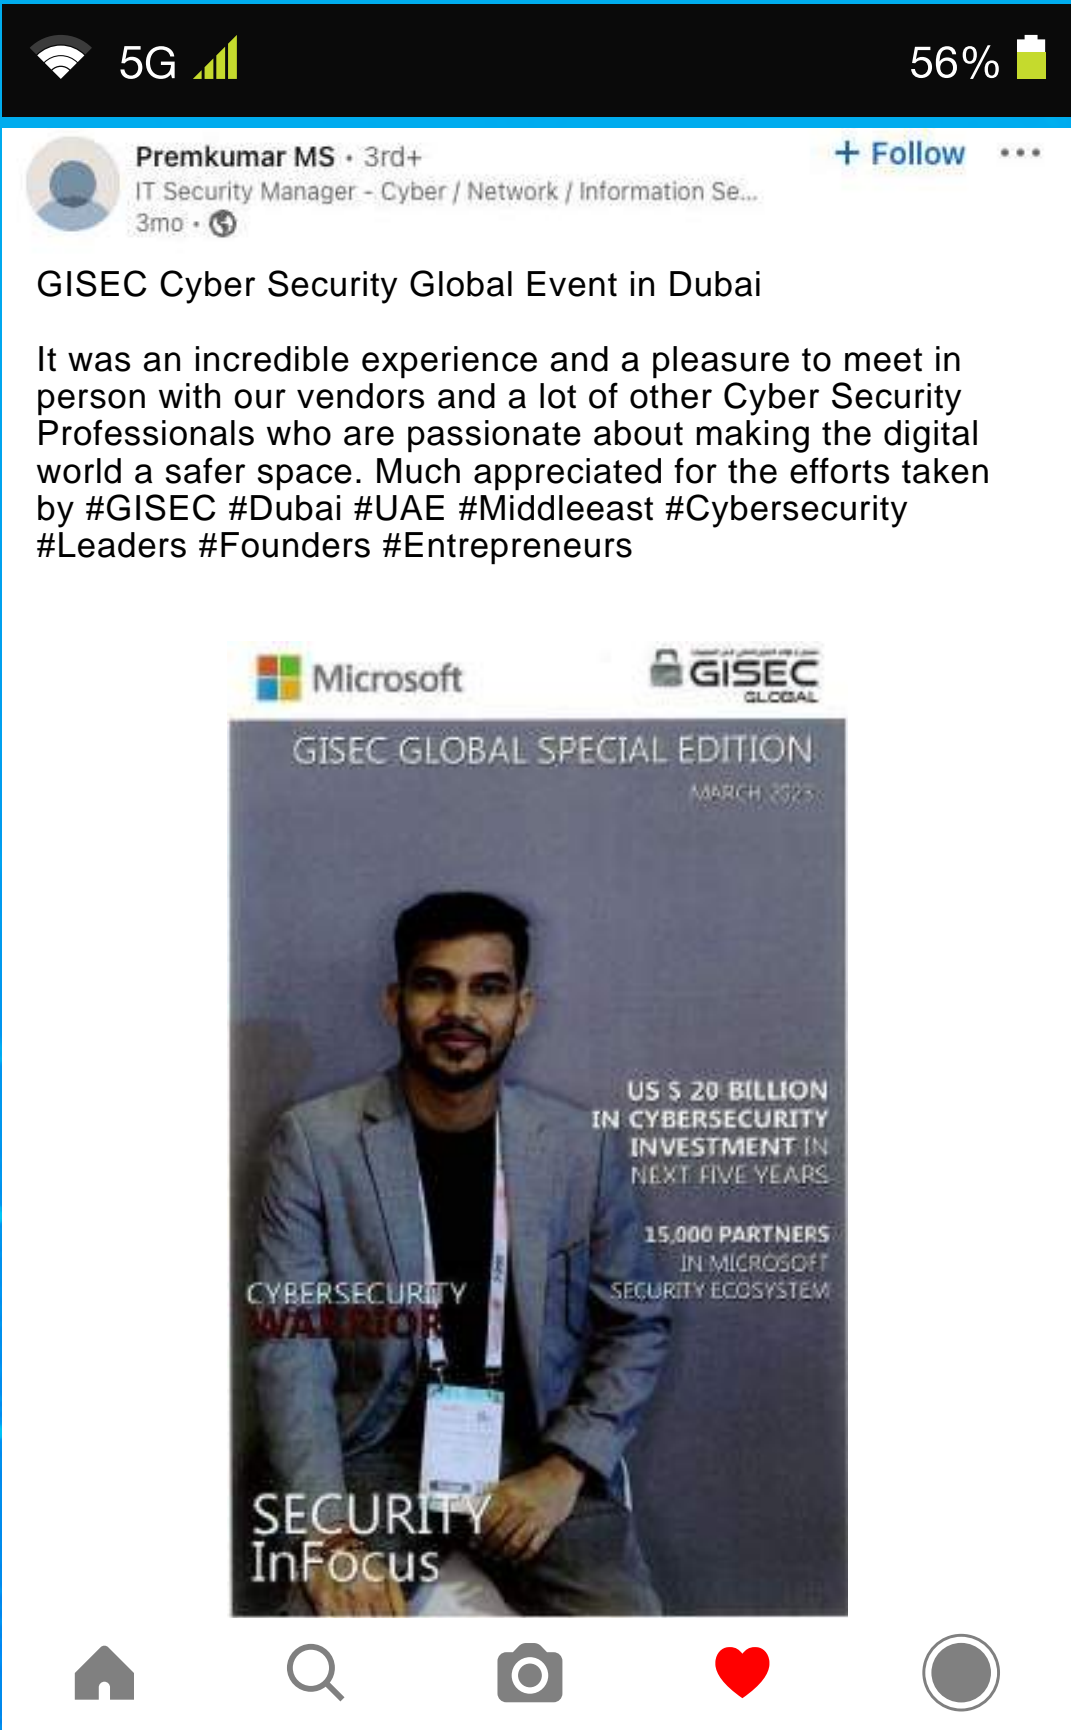 5G
56%
Premkumar MS • 3rd+
+ Follow
IT Security Manager - Cyber / Network / Information Se...
3mo •
GISEC Cyber Security Global Event in Dubai
It was an incredible experience and a pleasure to meet in
person with our vendors and a lot of other Cyber Security
Professionals who are passionate about making the digital
world a safer space. Much appreciated for the efforts taken
by #GISEC #Dubai #UAE #Middleeast #Cybersecurity
#Leaders #Founders #Entrepreneurs
Microsoft
GISEC
GLOBAL
GISEC GLOBAL SPECIAL EDITION
MARCH 2023
US $ 20 BILLION
IN CYBERSECURITY
INVESTMENT IN
NEXT FIVE YEARS
15,000 PARTNERS
IN MICROSOFT
SECURITY ECOSYSTEM
CYBERSECURITY
WARRIOR
SECURITY
InFocus